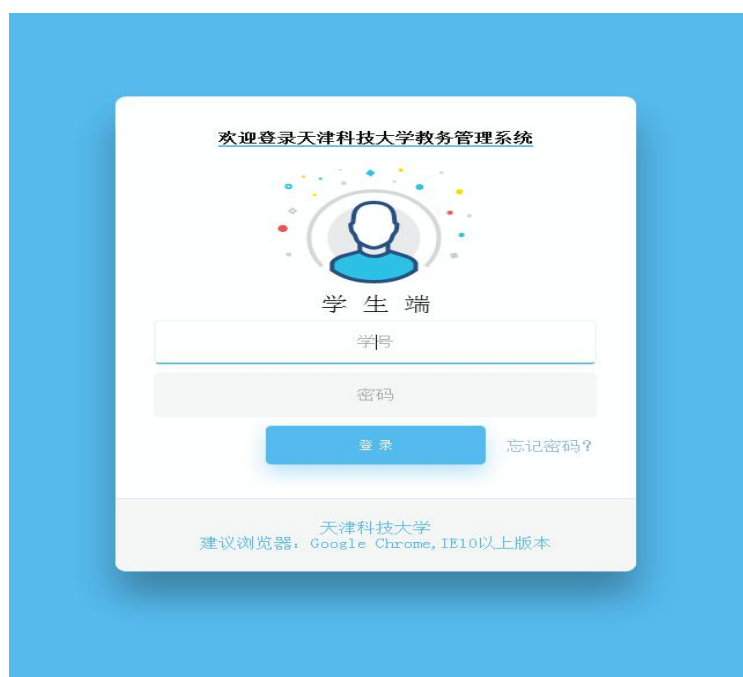 欢迎登录天津科技大学教务管理系统
学 生 端
学号
密码
登 录 忘记密码?
天津科技大学
建议浏览器：Google Chrome,IE10以上版本